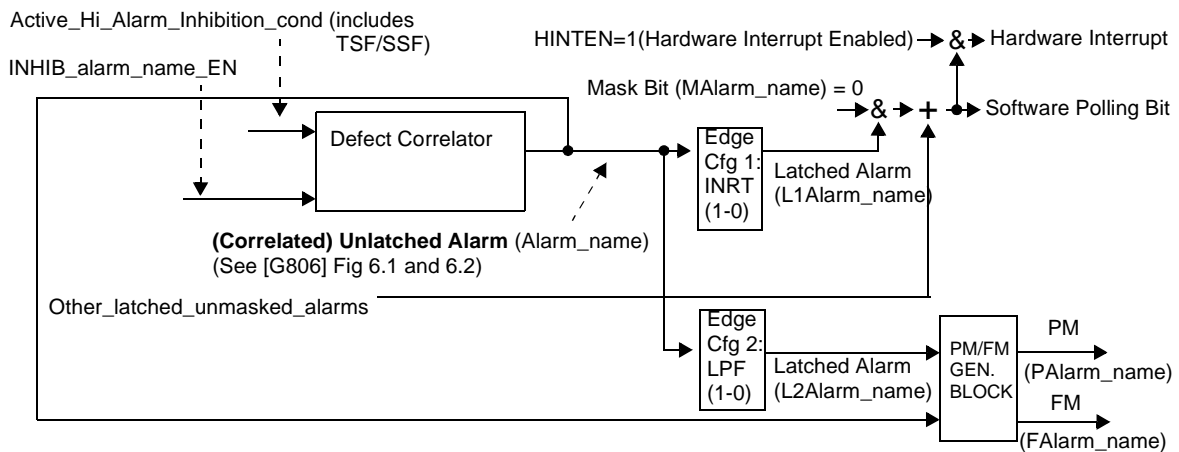 Active_Hi_Alarm_Inhibition_cond (includes
TSF/SSF)
HINTEN=1(Hardware Interrupt Enabled)
&
Hardware Interrupt
INHIB_alarm_name_EN
Mask Bit (MAlarm_name) = 0
&
+
Software Polling Bit
Defect Correlator
Edge
Cfg 1:
INRT
(1-0)
Latched Alarm
(L1Alarm_name)
(Correlated) Unlatched Alarm (Alarm_name)
(See [G806] Fig 6.1 and 6.2)
Other_latched_unmasked_alarms
Edge
Cfg 2:
LPF
(1-0)
Latched Alarm
(L2Alarm_name)
PM/FM
GEN.
BLOCK
PM
(PAlarm_name)
FM
(FAlarm_name)